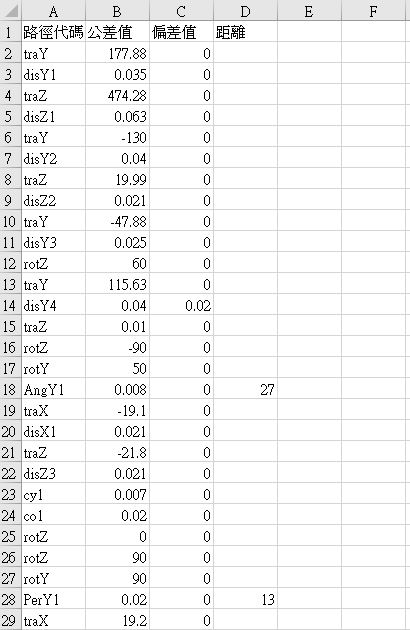 A B C D E F
1 路徑代碼 公差值 偏差值 距離
2 traY 177.88 0
3 disY1 0.035 0
4 traZ 474.28 0
5 disZ1 0.063 0
6 traY -130 0
7 disY2 0.04 0
8 traZ 19.99 0
9 disZ2 0.021 0
10 traY -47.88 0
11 disY3 0.025 0
12 rotZ 60 0
13 traY 115.63 0
14 disY4 0.04 0.02
15 traZ 0.01 0
16 rotZ -90 0
17 rotY 50 0
18 AngY1 0.008 0 27
19 traX -19.1 0
20 disX1 0.021 0
21 traZ -21.8 0
22 disZ3 0.021 0
23 cy1 0.007 0
24 co1 0.02 0
25 rotZ 0 0
26 rotZ 90 0
27 rotY 90 0
28 PerY1 0.02 0 13
29 traX 19.2 0